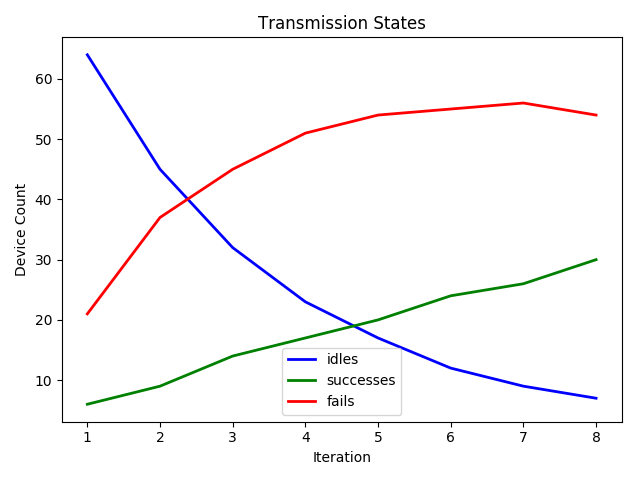 Transmission States
Device Count
60
50
40
30
20
10
idles
successes
fails
1 2 3 4 5 6 7 8
Iteration